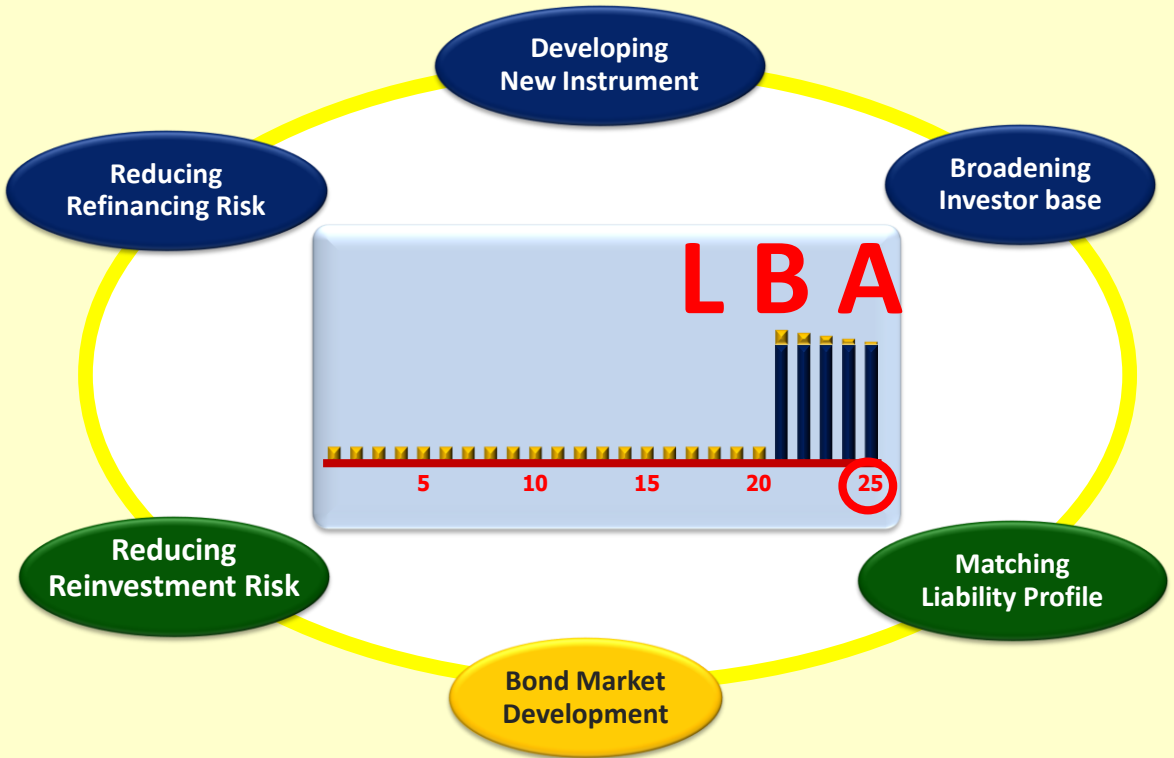 Developing
New Instrument
Reducing
Refinancing Risk
Broadening
Investor base
L B A
5 10 15 20 25
Reducing
Reinvestment Risk
Matching
Liability Profile
Bond Market
Development